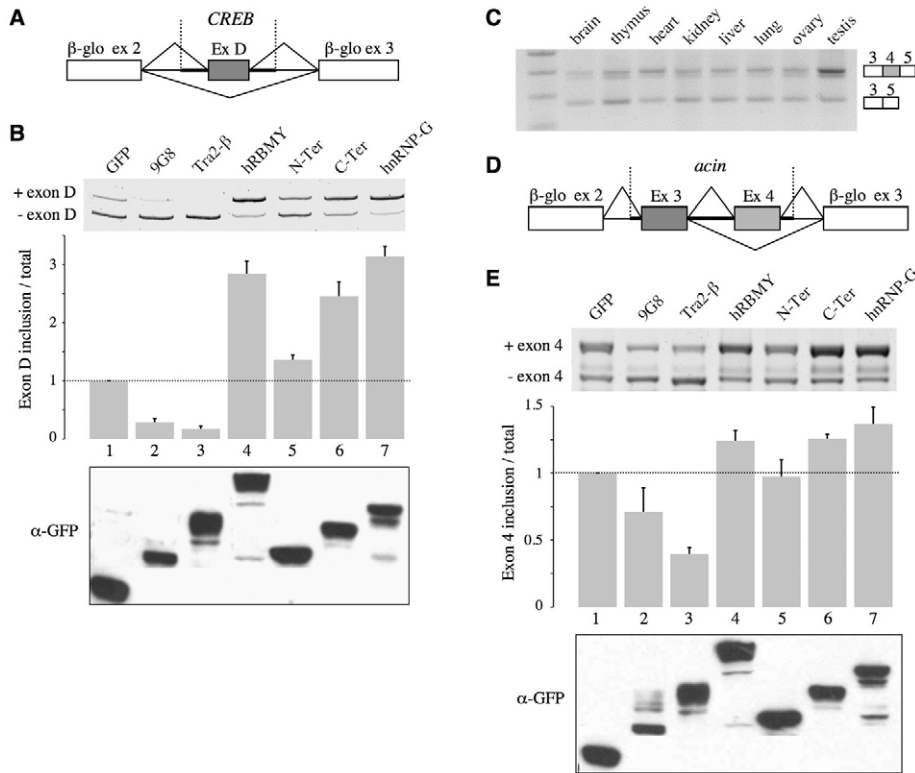 A
CREB
β-glo ex 2 Ex D β-glo ex 3
B
GFP 9G8 Tra2-β hRBMY N-Ter C-Ter hnRNP-G
+ exon D
- exon D
Exon D inclusion / total
3
2
1
0
1 2 3 4 5 6 7
α-GFP
C
brain thymus heart kidney liver lung ovary testis
3 4 5
3 5
D
acin
β-glo ex 2 Ex 3 Ex 4 β-glo ex 3
E
GFP 9G8 Tra2-β hRBMY N-Ter C-Ter hnRNP-G
+ exon 4
- exon 4
Exon 4 inclusion / total
1.5
1
0.5
0
1 2 3 4 5 6 7
α-GFP